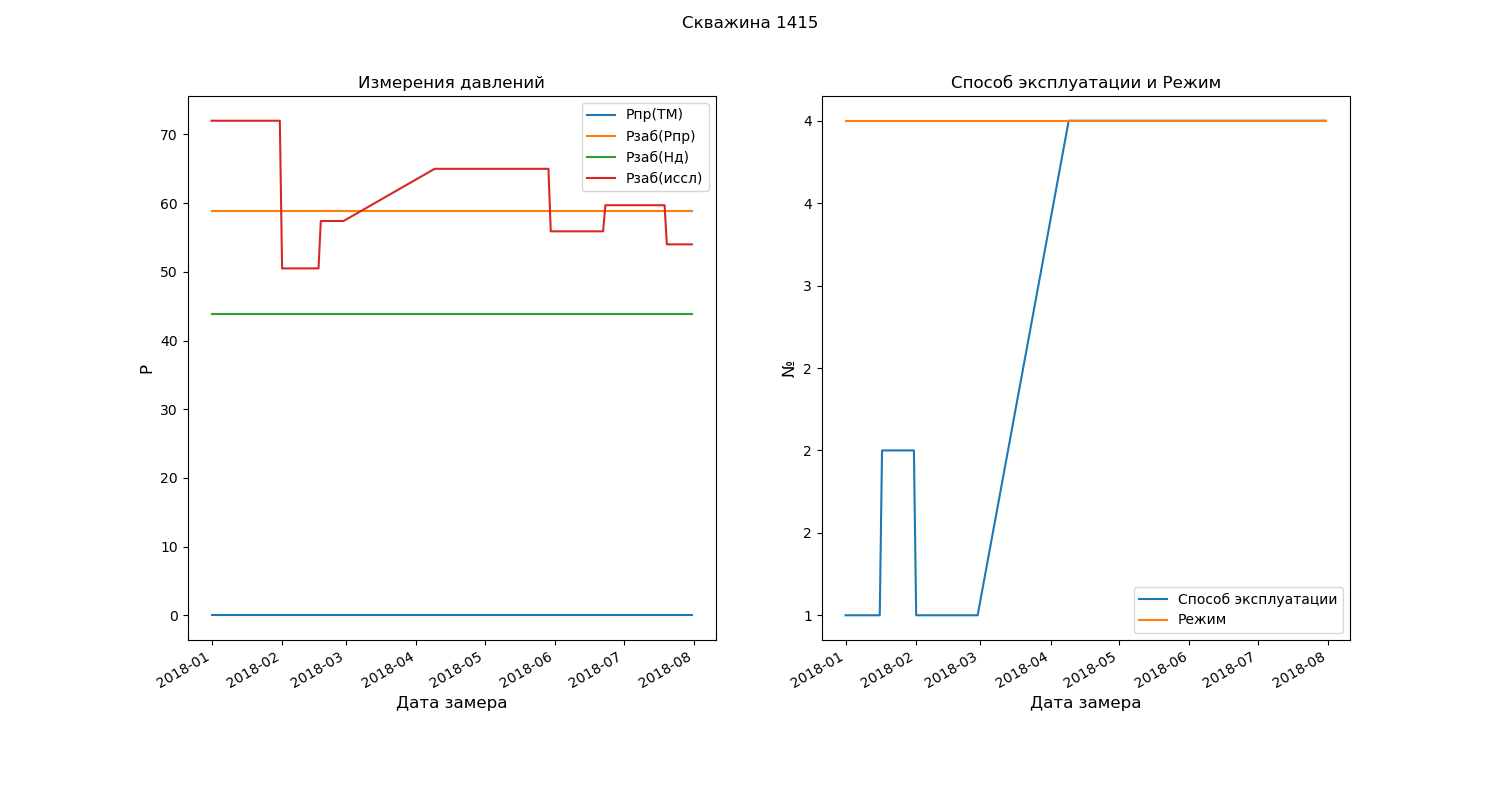 Скважина 1415
Измерения давлений
70
60
50
40
30
20
10
0
P
Рпр(ТМ)
Рзаб(Рпр)
Рзаб(Нд)
Рзаб(иссл)
2018-01
2018-02
2018-03
2018-04
2018-05
2018-06
2018-07
2018-08
Дата замера
Способ эксплуатации и Режим
4
4
3
2
2
2
1
№
Способ эксплуатации
Режим
2018-01
2018-02
2018-03
2018-04
2018-05
2018-06
2018-07
2018-08
Дата замера